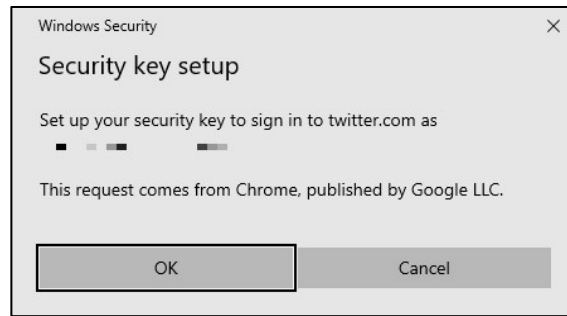 Windows Security
Security key setup
Set up your security key to sign in to twitter.com as
This request comes from Chrome, published by Google LLC.
OK
Cancel